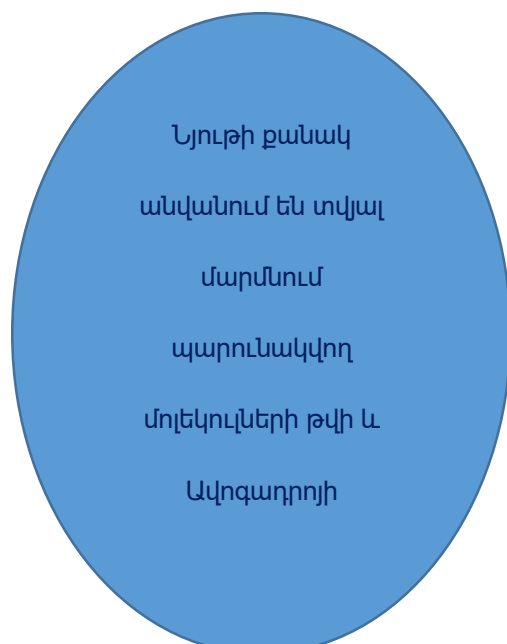 Նյութի քանակ
անվանում են տվյալ
մարմնում
պարունակվող
մոլեկուլների թվի և
Ավոգադրոյի